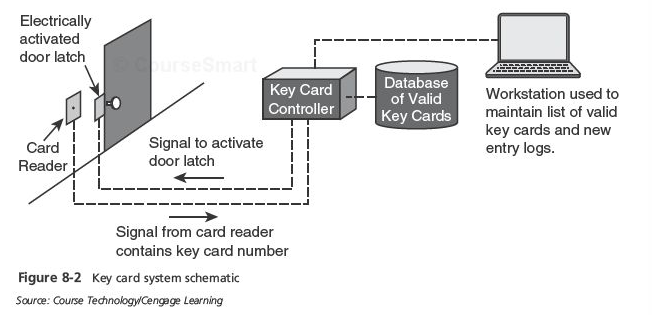 Electrically
activated
door latch
© CourseSmart
Key Card
Controller
Database
of Valid
Key Cards
Workstation used to
maintain list of valid
key cards and new
entry logs.
Card
Reader
Signal to activate
door latch
Signal from card reader
contains key card number
Figure 8-2 Key card system schematic
Source: Course Technology/Cengage Learning